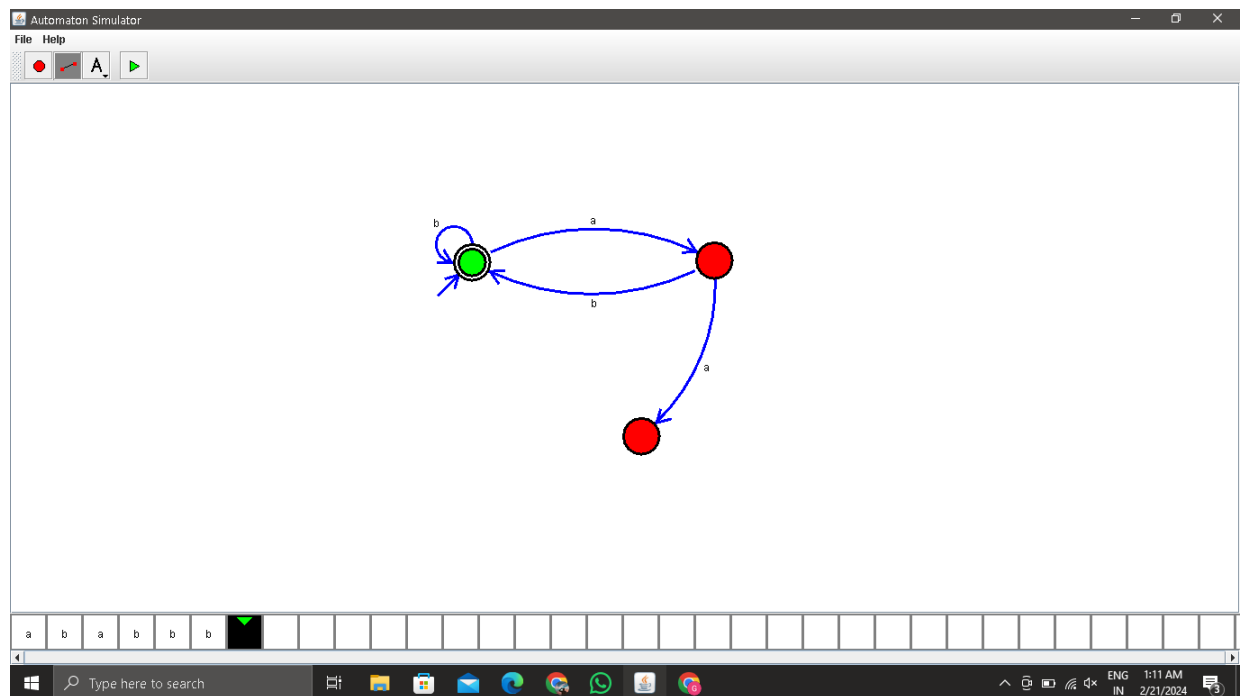 Automaton Simulator
File Help
A
b
a
b
a
a b a b b b
Type here to search
ENG 1:11 AM
IN 2/21/2024
3